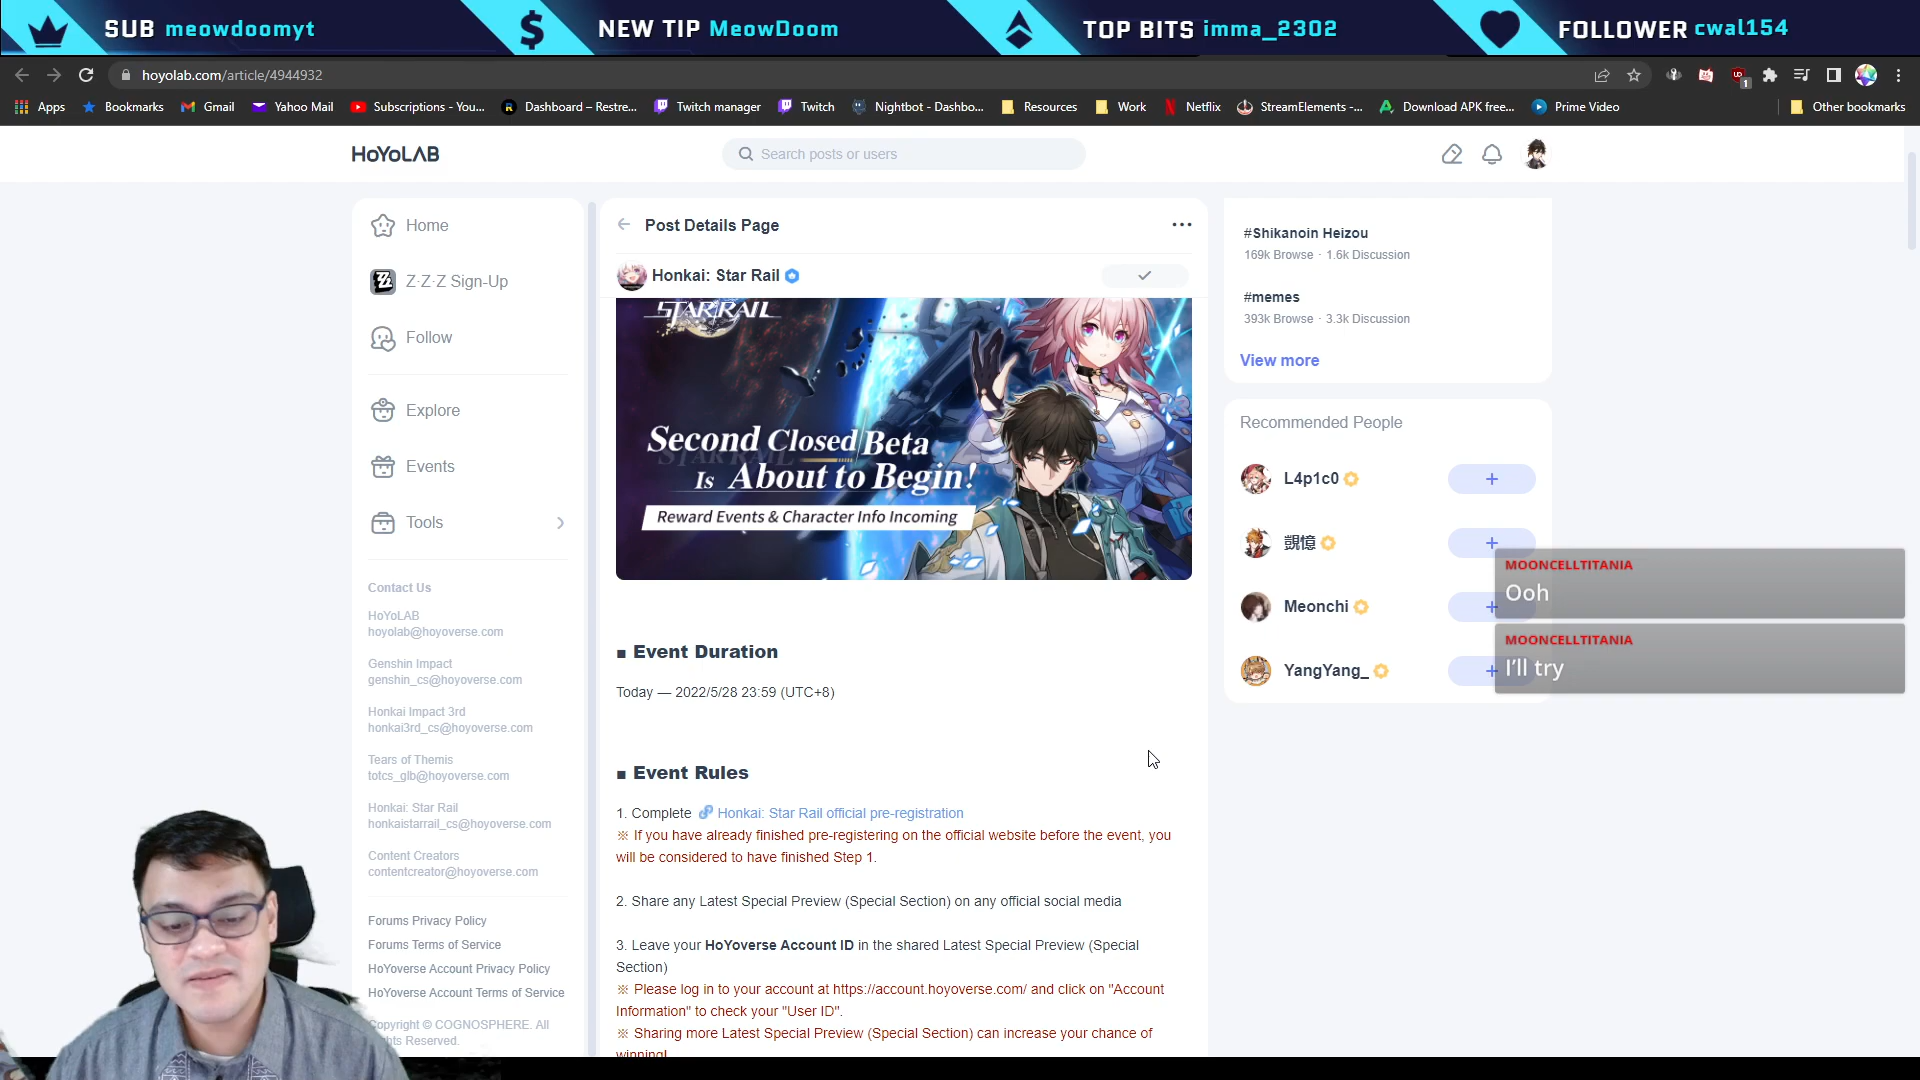 SUB meowdoomyt
NEW TIP MeowDoom
TOP BITS imma_2302
FOLLOWER cwal154
hoyolab.com/article/4944932
Apps
Bookmarks
Gmail
Yahoo Mail
Subscriptions - You...
Dashboard – Restre...
Twitch manager
Twitch
Nightbot - Dashbo...
Resources
Work
Netflix
StreamElements -...
Download APK free...
Prime Video
Other bookmarks
HoYoLAB
Search posts or users
Home
Z·Z·Z Sign-Up
Follow
Explore
Events
Tools
Contact Us
HoYoLAB
hoyolab@hoyoverse.com
Genshin Impact
genshin_cs@hoyoverse.com
Honkai Impact 3rd
honkai3rd_cs@hoyoverse.com
Tears of Themis
totcs_glb@hoyoverse.com
Honkai: Star Rail
honkaistarrail_cs@hoyoverse.com
Content Creators
contentcreator@hoyoverse.com
Forums Privacy Policy
Forums Terms of Service
HoYoverse Account Privacy Policy
HoYoverse Account Terms of Service
Copyright © COGNOSPHERE. All
Reserved.
Post Details Page
Honkai: Star Rail
STAR RAIL
Second Closed Beta
Is About to Begin!
Reward Events & Character Info Incoming
■ Event Duration
Today — 2022/5/28 23:59 (UTC+8)
■ Event Rules
1. Complete Honkai: Star Rail official pre-registration
※ If you have already finished pre-registering on the official website before the event, you
will be considered to have finished Step 1.
2. Share any Latest Special Preview (Special Section) on any official social media
3. Leave your HoYoverse Account ID in the shared Latest Special Preview (Special
Section)
※ Please log in to your account at https://account.hoyoverse.com/ and click on "Account
Information" to check your "User ID".
※ Sharing more Latest Special Preview (Special Section) can increase your chance of
winning!
#Shikanoin Heizou
169k Browse · 1.6k Discussion
#memes
393k Browse · 3.3k Discussion
View more
Recommended People
L4p1c0
Meonchi
YangYang_
MOONCELLTITANIA
Ooh
MOONCELLTITANIA
I'll try